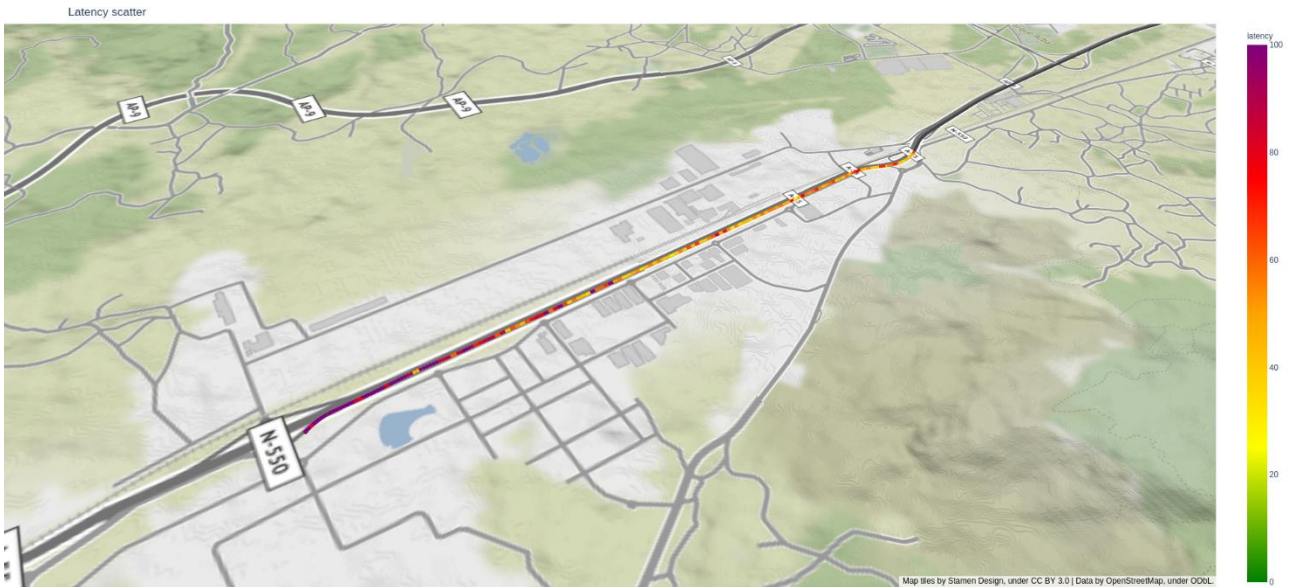 Latency scatter
latency
100
80
60
40
20
0
AP-9
AP-9
AP-9
N-550
N-550
Map tiles by Stamen Design, under CC BY 3.0 | Data by OpenStreetMap, under ODbL.